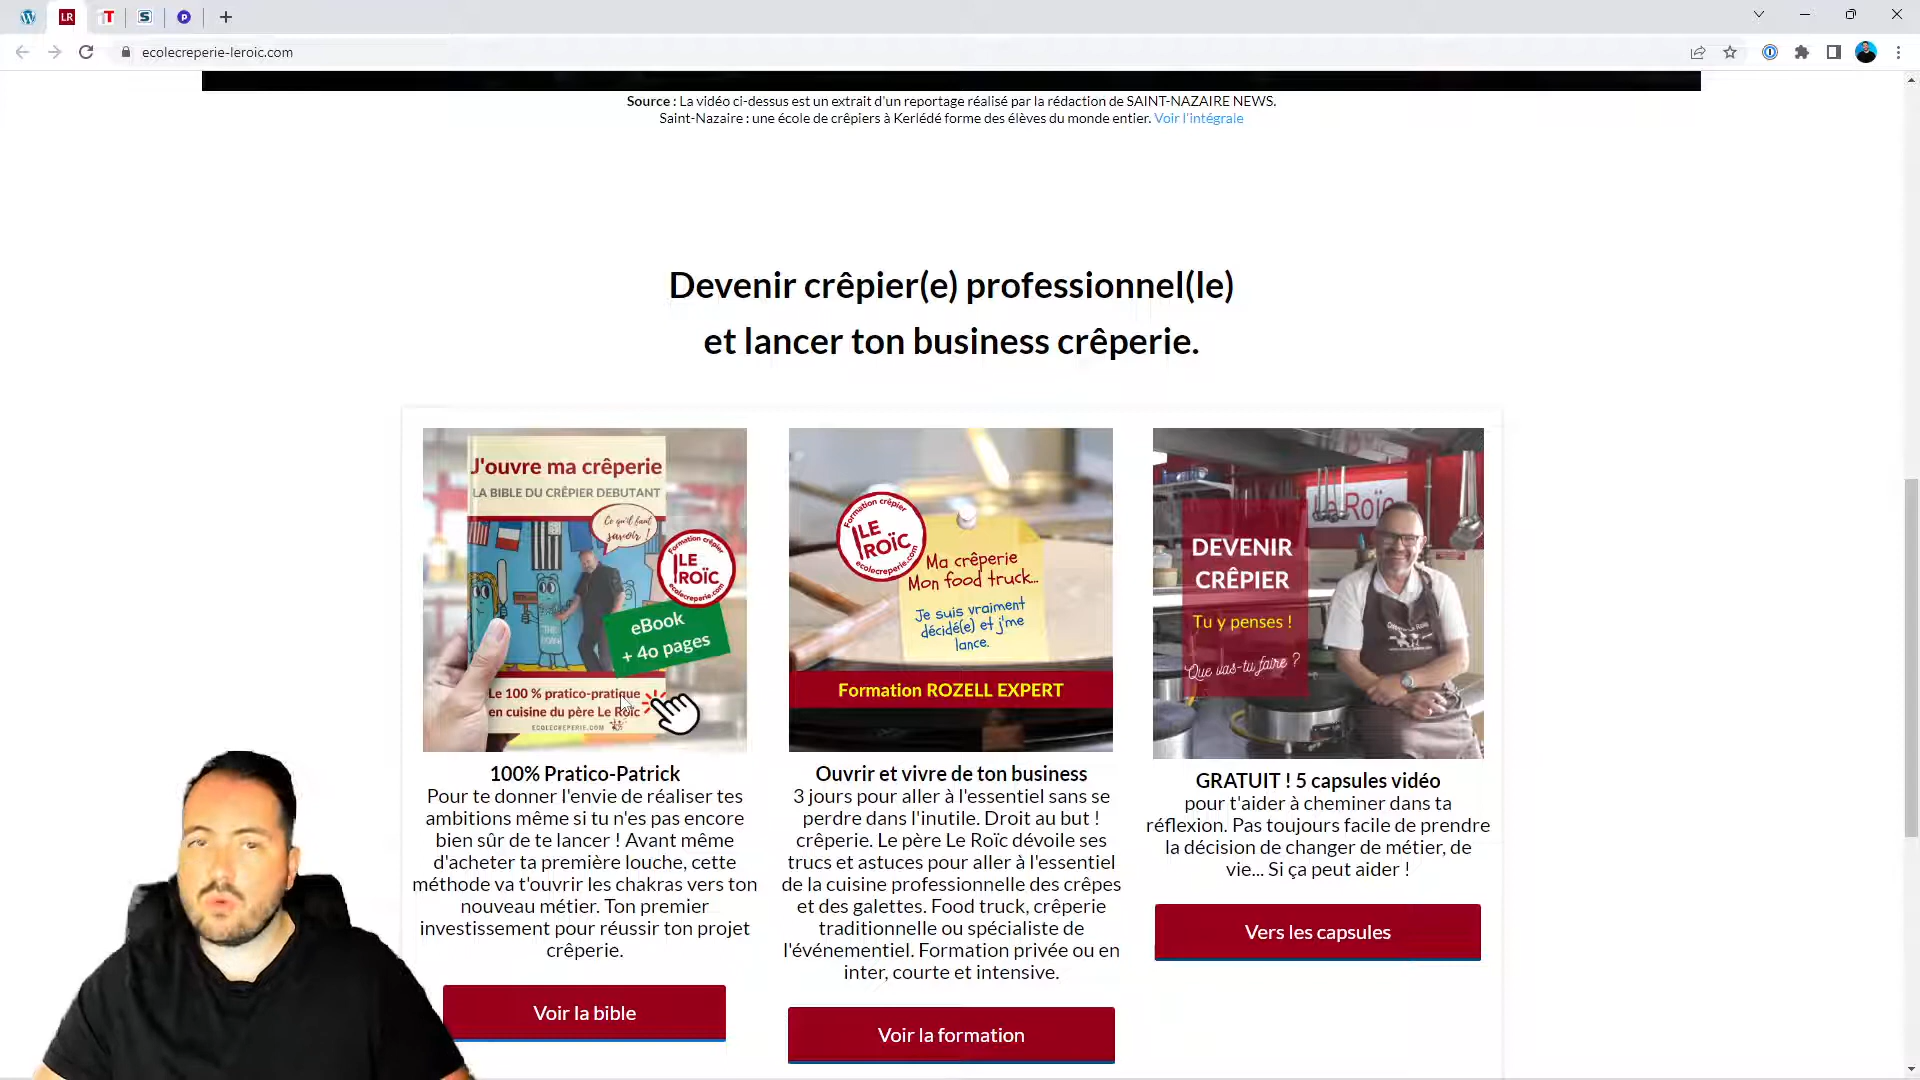 LR
T
S
p
ecolecreperie-leroic.com
Source : La vidéo ci-dessus est un extrait d'un reportage réalisé par la rédaction de SAINT-NAZAIRE NEWS.
Saint-Nazaire : une école de crêpiers à Kerlédé forme des élèves du monde entier. Voir l'intégrale
Devenir crêpier(e) professionnel(le)
et lancer ton business crêperie.
J'ouvre ma crêperie
LA BIBLE DU CRÊPIER DEBUTANT
Ce qu'il faut
savoir !
Formation crêpier
LE
ROÏC
ecolecreperie.com
eBook
+ 4o pages
Le 100 % pratico-pratique
en cuisine du père Le Roïc
ECOLECREPERIE.COM
100% Pratico-Patrick
Pour te donner l'envie de réaliser tes
ambitions même si tu n'es pas encore
bien sûr de te lancer ! Avant même
d'acheter ta première louche, cette
méthode va t'ouvrir les chakras vers ton
nouveau métier. Ton premier
investissement pour réussir ton projet
crêperie.
Voir la bible
Formation crêpier
LE
ROÏC
ecolecreperie.com
Ma crêperie
Mon food truck...
Je suis vraiment
décidé(e) et j'me
lance.
Formation ROZELL EXPERT
Ouvrir et vivre de ton business
3 jours pour aller à l'essentiel sans se
perdre dans l'inutile. Droit au but !
crêperie. Le père Le Roïc dévoile ses
trucs et astuces pour aller à l'essentiel
de la cuisine professionnelle des crêpes
et des galettes. Food truck, crêperie
traditionnelle ou spécialiste de
l'événementiel. Formation privée ou en
inter, courte et intensive.
Voir la formation
Le Roïc
DEVENIR
CRÊPIER
Tu y penses !
Que vas-tu faire ?
GRATUIT ! 5 capsules vidéo
pour t'aider à cheminer dans ta
réflexion. Pas toujours facile de prendre
la décision de changer de métier, de
vie... Si ça peut aider !
Vers les capsules